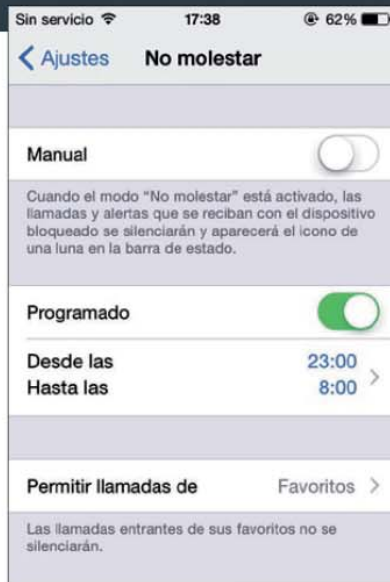 Sin servicio 17:38 62%
Ajustes No molestar
Manual
Cuando el modo "No molestar" está activado, las
llamadas y alertas que se reciban con el dispositivo
bloqueado se silenciarán y aparecerá el icono de
una luna en la barra de estado.
Programado
Desde las 23:00
Hasta las 8:00
Permitir llamadas de Favoritos
Las llamadas entrantes de sus favoritos no se
silenciarán.